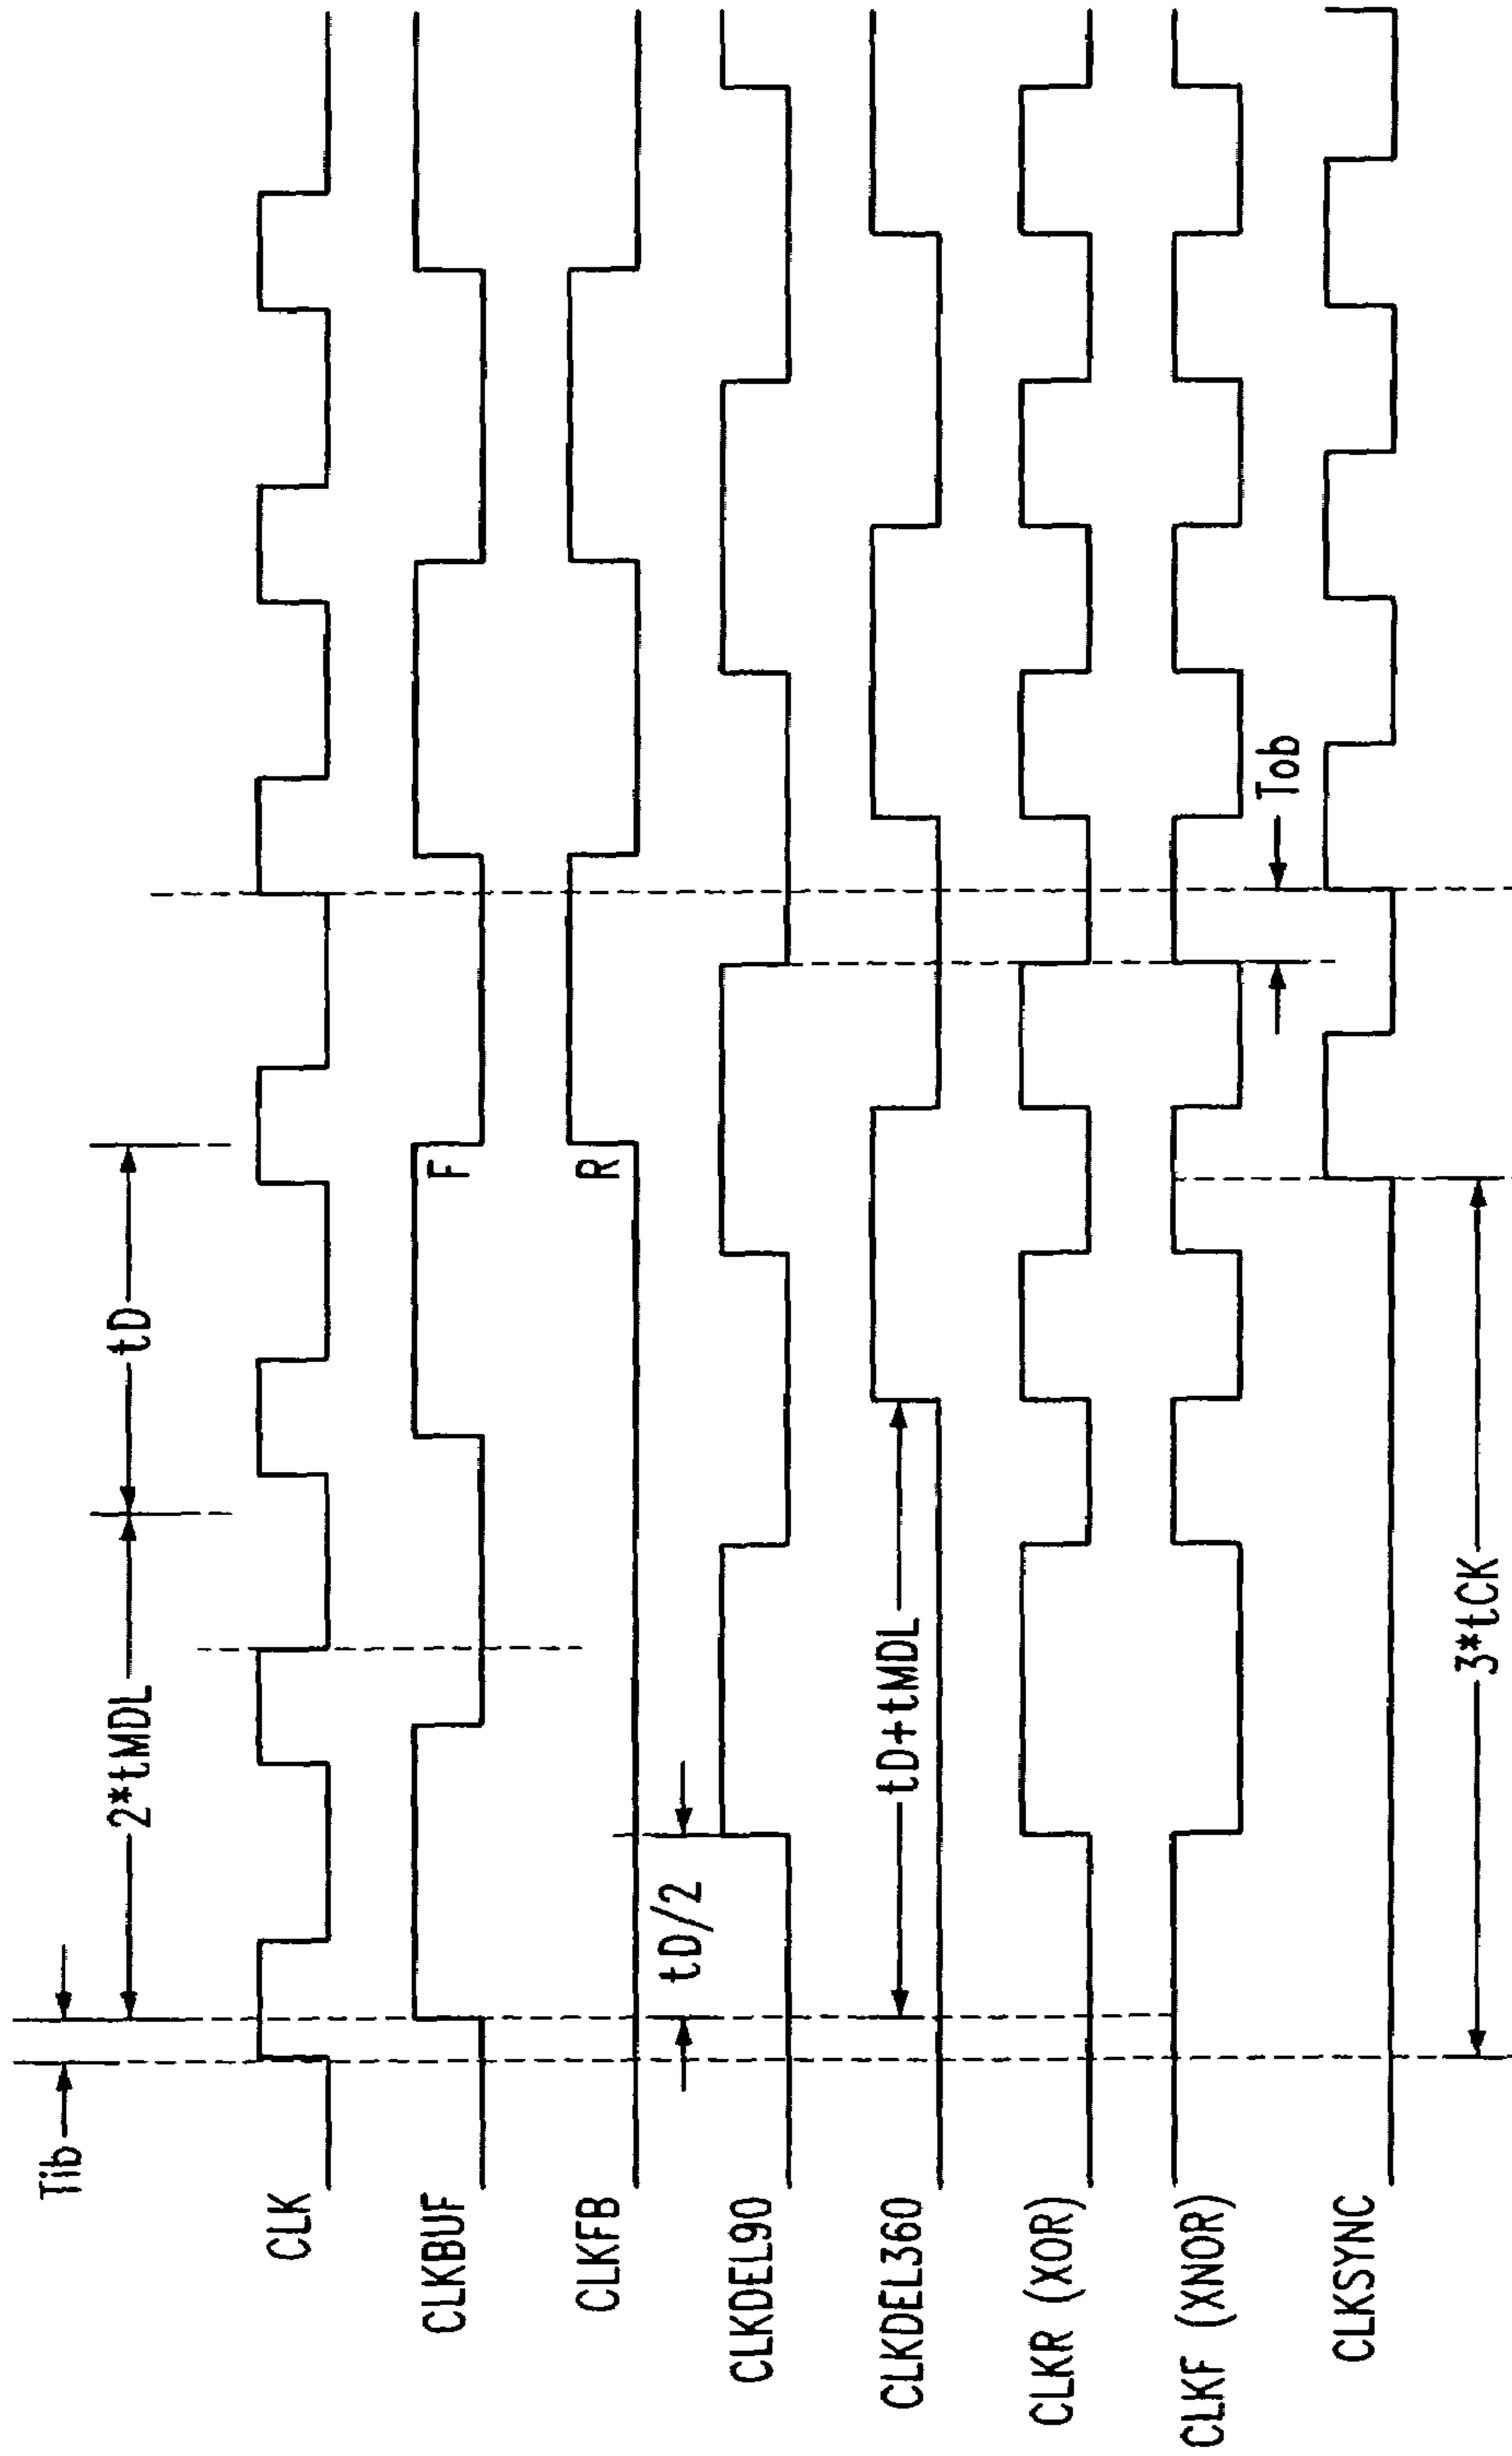 Tib
2*tMDL
tD
CLK
CLKBUF
F
CLKFB
R
tD/2
CLKDEL90
CLKDEL360
tD+tMDL
CLKR (XOR)
CLKF (XNOR)
Tob
CLKSYNC
3*tCK